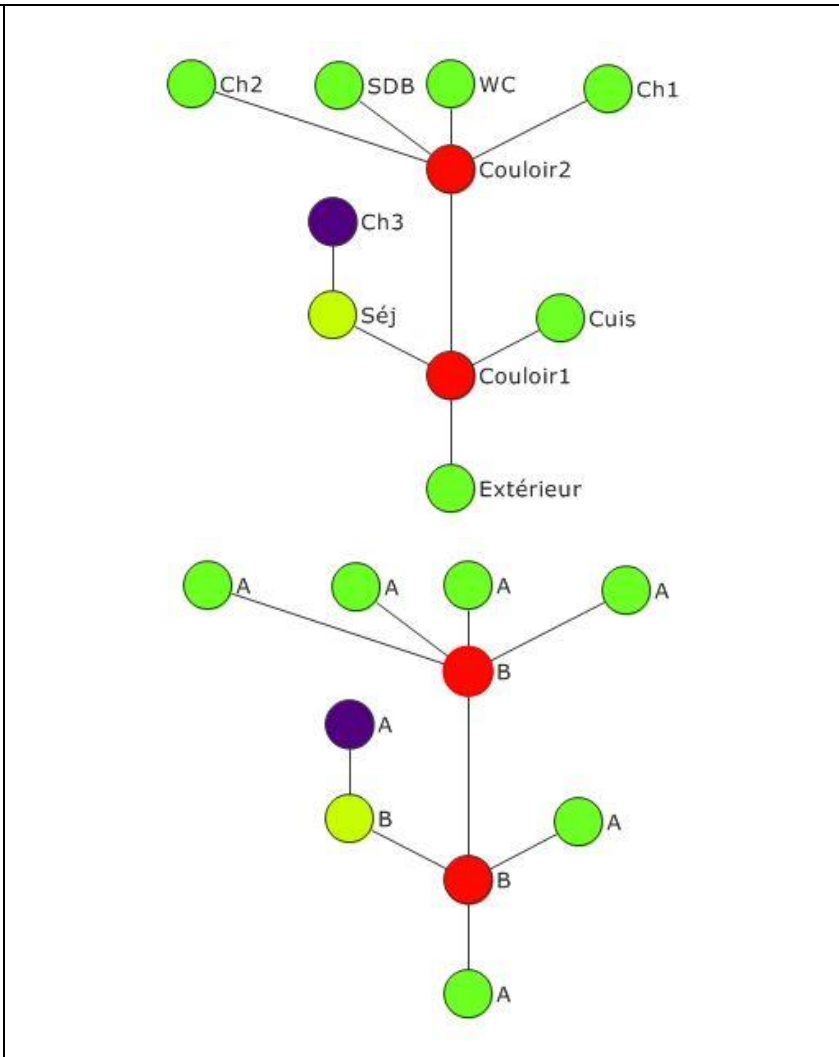 Ch2 SDB WC Ch1
Couloir2
Ch3
Séj Cuis
Couloir1
Extérieur
A A A A
B
A
B A
B
A